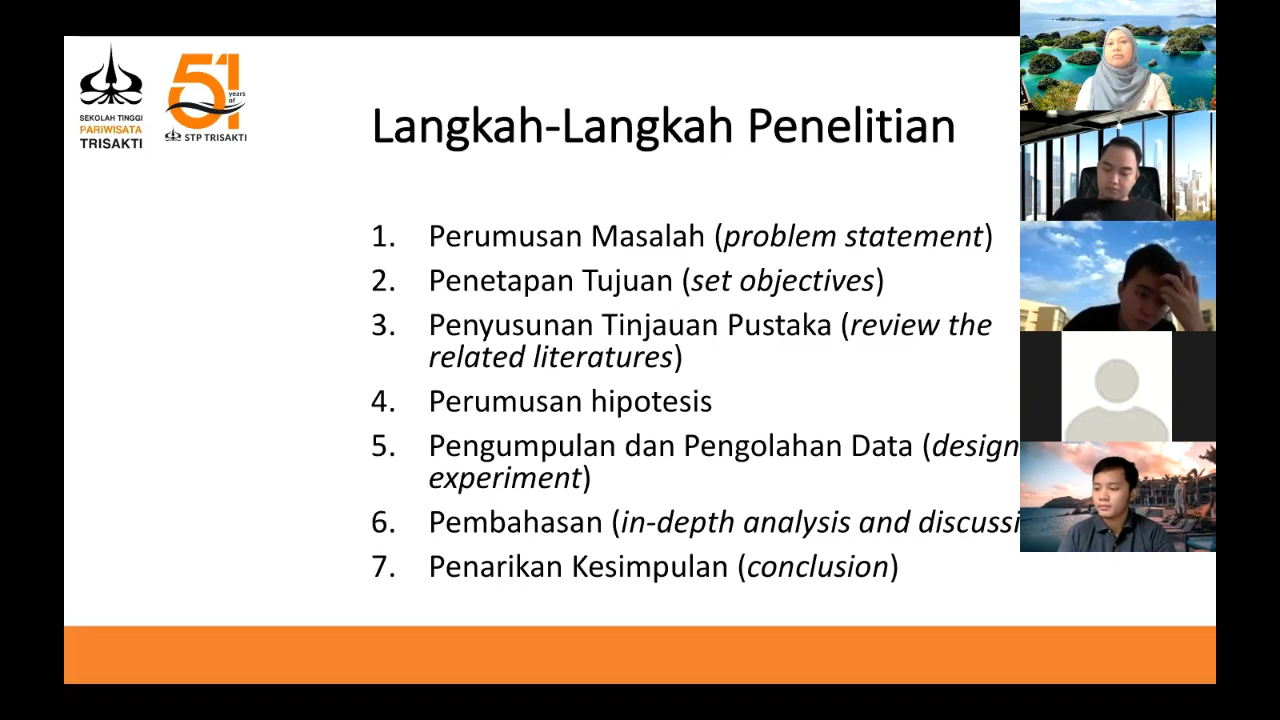 SEKOLAH TINGGI
PARIWISATA
TRISAKTI
51
years
of
STP TRISAKTI
Langkah-Langkah Penelitian
1. Perumusan Masalah (problem statement)
2. Penetapan Tujuan (set objectives)
3. Penyusunan Tinjauan Pustaka (review the
related literatures)
4. Perumusan hipotesis
5. Pengumpulan dan Pengolahan Data (design
experiment)
6. Pembahasan (in-depth analysis and discussi
7. Penarikan Kesimpulan (conclusion)